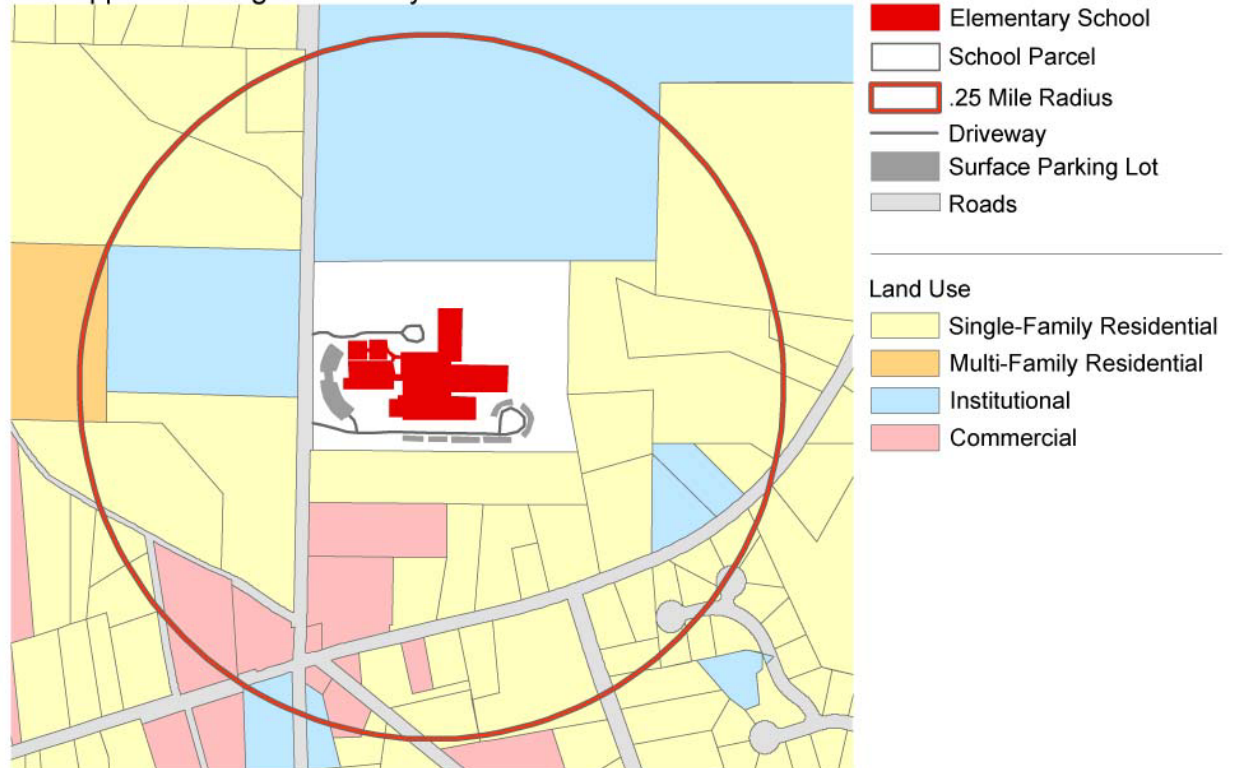 Elementary School
School Parcel
.25 Mile Radius
Driveway
Surface Parking Lot
Roads
Land Use
Single-Family Residential
Multi-Family Residential
Institutional
Commercial